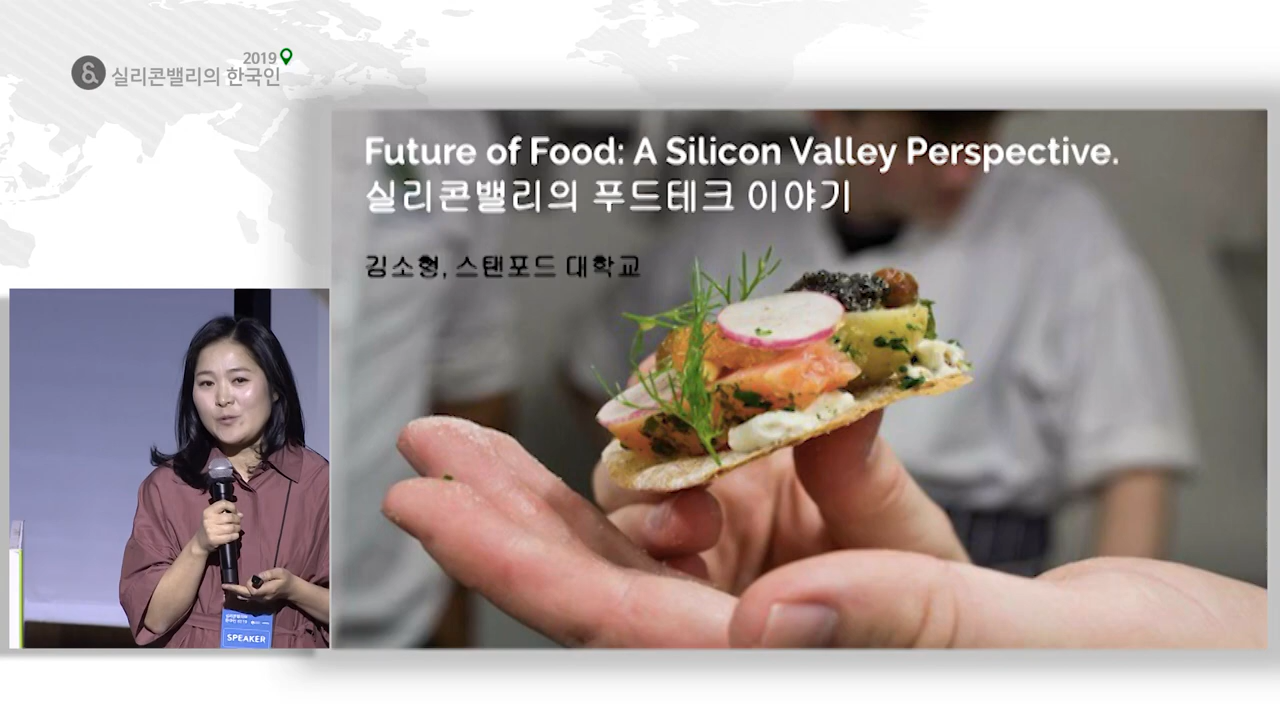 2019
& 실리콘밸리의 한국인
Future of Food: A Silicon Valley Perspective.
실리콘밸리의 푸드테크 이야기
김소형, 스탠포드 대학교
SPEAKER